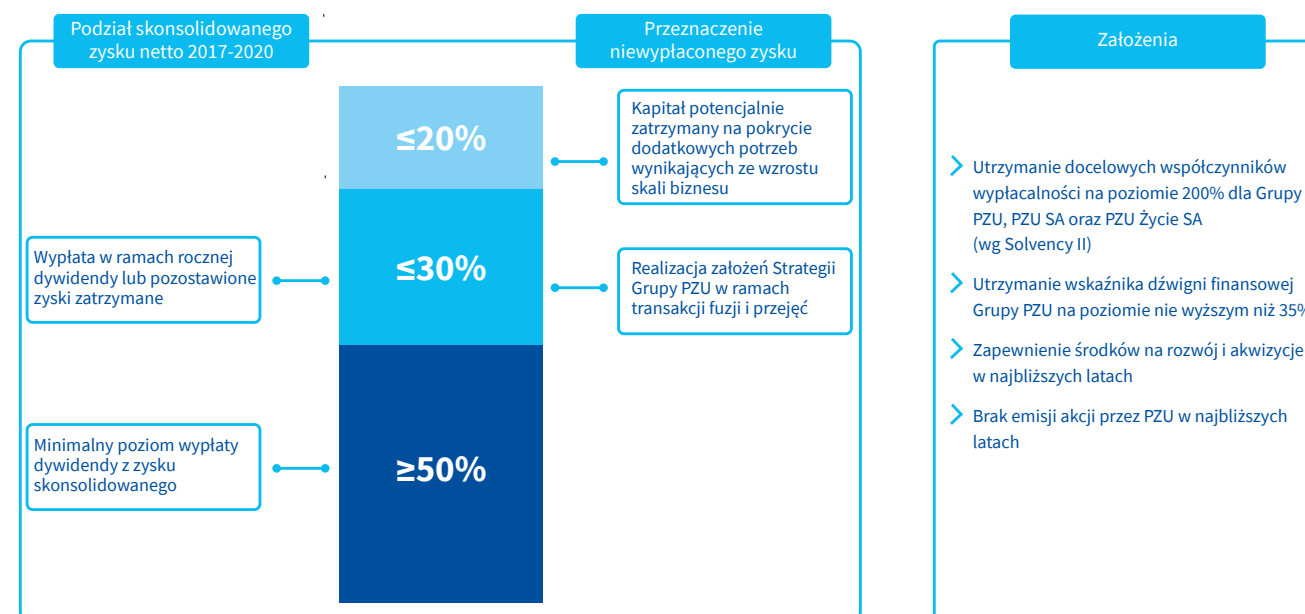 Podział skonsolidowanego
zysku netto 2017-2020
Przeznaczenie
niewypłaconego zysku
≤20%
Kapitał potencjalnie
zatrzymany na pokrycie
dodatkowych potrzeb
wynikających ze wzrostu
skali biznesu
Wypłata w ramach rocznej
dywidendy lub pozostawione
zyski zatrzymane
≤30%
Realizacja założeń Strategii
Grupy PZU w ramach
transakcji fuzji i przejęć
Minimalny poziom wypłaty
dywidendy z zysku
skonsolidowanego
≥50%
Założenia
Utrzymanie docelowych współczynników
wypłacalności na poziomie 200% dla Grupy
PZU, PZU SA oraz PZU Życie SA
(wg Solvency II)
Utrzymanie wskaźnika dźwigni finansowej
Grupy PZU na poziomie nie wyższym niż 35%
Zapewnienie środków na rozwój i akwizycje
w najbliższych latach
Brak emisji akcji przez PZU w najbliższych
latach